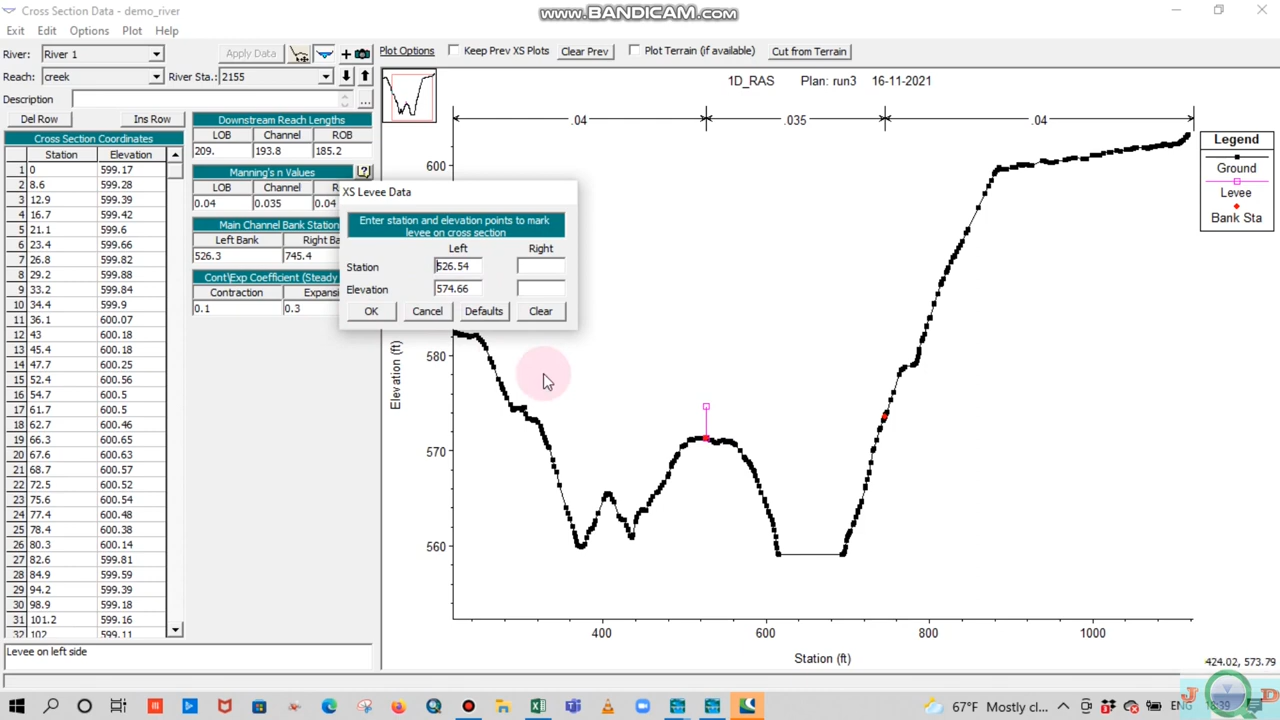 Cross Section Data - demo_river
WWW.BANDICAM.COM
Exit Edit Options Plot Help
River: River 1 Apply Data
Plot Options Keep Prev XS Plots Clear Prev Plot Terrain (if available) Cut from Terrain
Reach: creek River Sta.: 2155
Description ...
Del Row Ins Row
Cross Section Coordinates
Station Elevation
1 0 599.17
2 8.6 599.28
3 12.9 599.39
4 16.7 599.42
5 21.1 599.6
6 23.4 599.66
7 26.8 599.82
8 29.2 599.88
9 33.2 599.84
10 34.4 599.9
11 36.1 600.07
12 43 600.18
13 45.4 600.18
14 47.7 600.25
15 52.4 600.56
16 54.7 600.5
17 61.7 600.5
18 62.7 600.46
19 66.3 600.65
20 67.6 600.63
21 68.7 600.57
22 72.5 600.52
23 75.6 600.54
24 77.4 600.48
25 78.4 600.38
26 80.3 600.14
27 82.6 599.81
28 84.9 599.59
29 94.2 599.39
30 98.9 599.18
31 101.2 599.16
32 102 599.11
Downstream Reach Lengths
LOB Channel ROB
209. 193.8 185.2
Manning's n Values ?
LOB Channel R
0.04 0.035 0.04
Main Channel Bank Station
Left Bank Right Ba
526.3 745.4
Cont\Exp Coefficient (Steady
Contraction Expans
0.1 0.3
XS Levee Data
Enter station and elevation points to mark
levee on cross section
Left Right
Station 526.54
Elevation 574.66
OK Cancel Defaults Clear
1D_RAS Plan: run3 16-11-2021
.04 .035 .04
Legend
Ground
Levee
Bank Sta
Elevation (ft)
600
580
570
560
400 600 800 1000
Station (ft)
Levee on left side
424.02, 573.79
67°F Mostly cl... ENG 18:39
J D